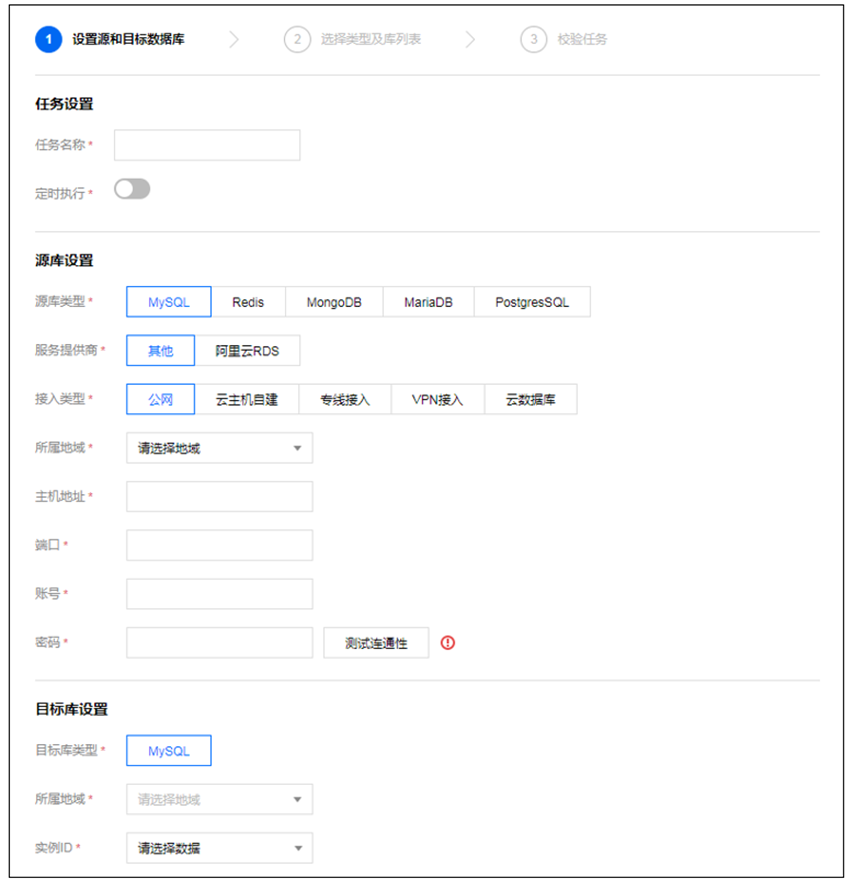 1 设置源和目标数据库 2 选择类型及库列表 3 校验任务
任务设置
任务名称 *
定时执行 *
源库设置
源库类型 * MySQL Redis MongoDB MariaDB PostgresSQL
服务提供商 * 其他 阿里云RDS
接入类型 * 公网 云主机自建 专线接入 VPN接入 云数据库
所属地域 * 请选择地域
主机地址 *
端口 *
账号 *
密码 * 测试连通性
目标库设置
目标库类型 * MySQL
所属地域 * 请选择地域
实例ID * 请选择数据